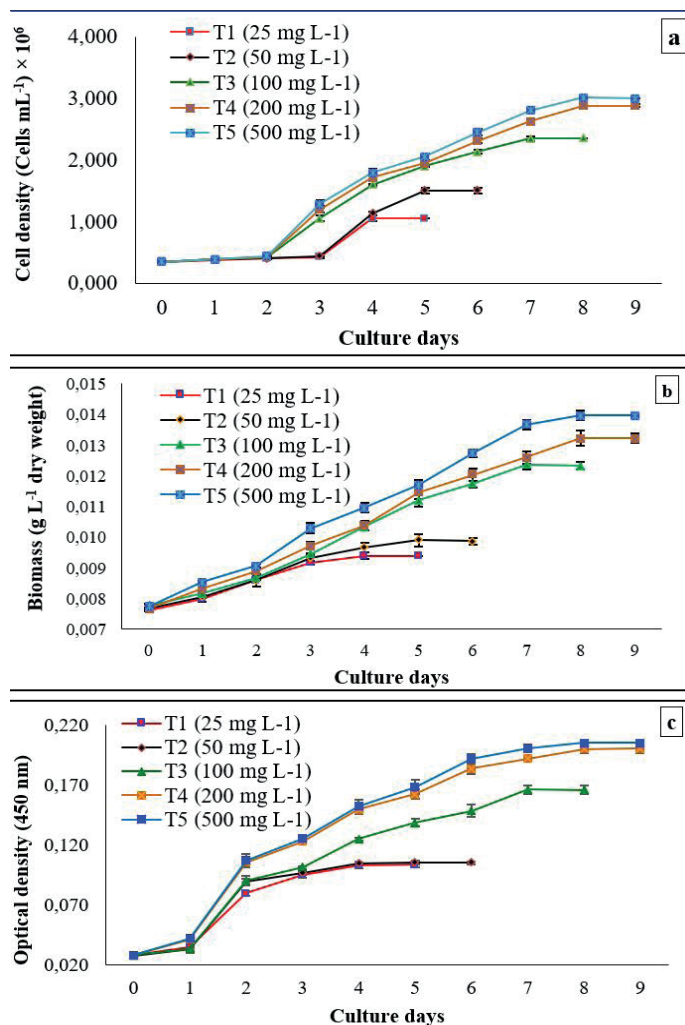 a
4,000
3,000
2,000
1,000
0,000
Cell density (Cells mL⁻¹) × 10⁶
T1 (25 mg L-1)
T2 (50 mg L-1)
T3 (100 mg L-1)
T4 (200 mg L-1)
T5 (500 mg L-1)
0 1 2 3 4 5 6 7 8 9
Culture days
b
0,015
0,014
0,013
0,012
0,011
0,010
0,009
0,008
0,007
Biomass (g L⁻¹ dry weight)
T1 (25 mg L-1)
T2 (50 mg L-1)
T3 (100 mg L-1)
T4 (200 mg L-1)
T5 (500 mg L-1)
0 1 2 3 4 5 6 7 8 9
Culture days
c
0,220
0,170
0,120
0,070
0,020
Optical density (450 nm)
T1 (25 mg L-1)
T2 (50 mg L-1)
T3 (100 mg L-1)
T4 (200 mg L-1)
T5 (500 mg L-1)
0 1 2 3 4 5 6 7 8 9
Culture days